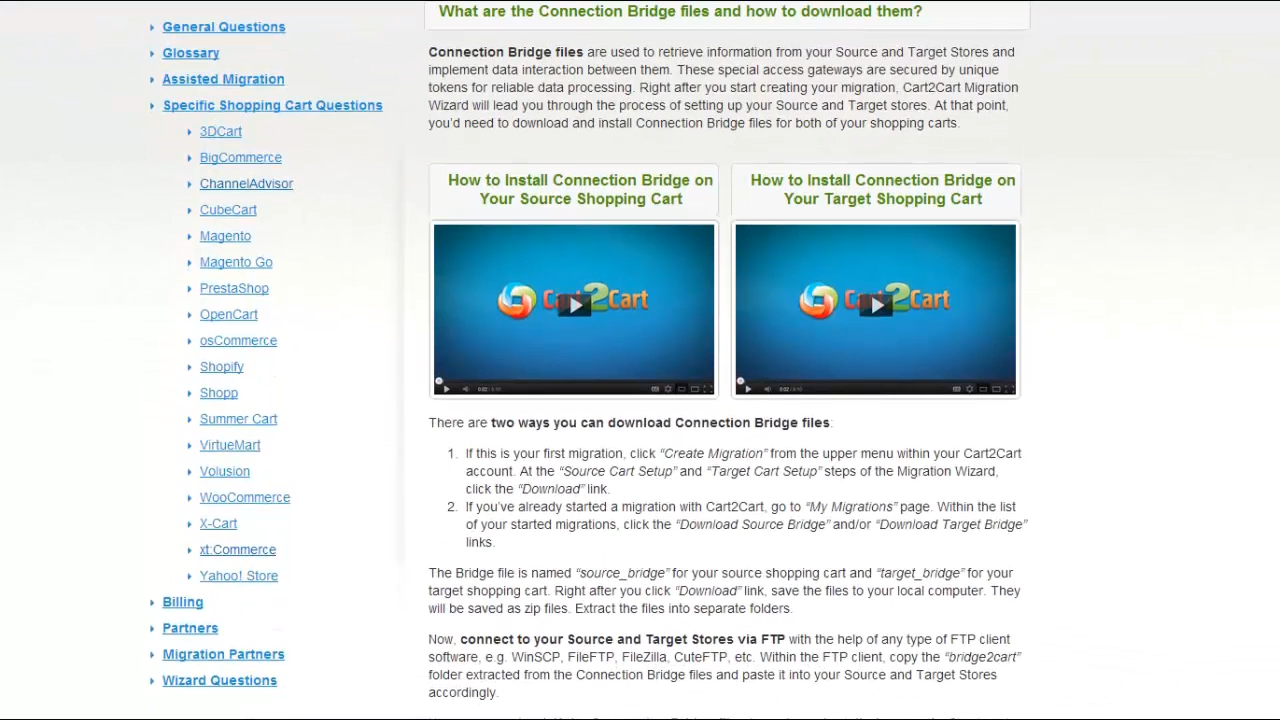 General Questions
Glossary
Assisted Migration
Specific Shopping Cart Questions
3DCart
BigCommerce
ChannelAdvisor
CubeCart
Magento
Magento Go
PrestaShop
OpenCart
osCommerce
Shopify
Shopp
Summer Cart
VirtueMart
Volusion
WooCommerce
X-Cart
xt:Commerce
Yahoo! Store
Billing
Partners
Migration Partners
Wizard Questions
What are the Connection Bridge files and how to download them?
Connection Bridge files are used to retrieve information from your Source and Target Stores and
implement data interaction between them. These special access gateways are secured by unique
tokens for reliable data processing. Right after you start creating your migration, Cart2Cart Migration
Wizard will lead you through the process of setting up your Source and Target stores. At that point,
you'd need to download and install Connection Bridge files for both of your shopping carts.
How to Install Connection Bridge on
Your Source Shopping Cart
Cart2Cart
How to Install Connection Bridge on
Your Target Shopping Cart
Cart2Cart
There are two ways you can download Connection Bridge files:
1. If this is your first migration, click “Create Migration” from the upper menu within your Cart2Cart
account. At the “Source Cart Setup” and “Target Cart Setup” steps of the Migration Wizard,
click the “Download” link.
2. If you've already started a migration with Cart2Cart, go to “My Migrations” page. Within the list
of your started migrations, click the “Download Source Bridge” and/or “Download Target Bridge”
links.
The Bridge file is named “source_bridge” for your source shopping cart and “target_bridge” for your
target shopping cart. Right after you click “Download” link, save the files to your local computer. They
will be saved as zip files. Extract the files into separate folders.
Now, connect to your Source and Target Stores via FTP with the help of any type of FTP client
software, e.g. WinSCP, FileFTP, FileZilla, CuteFTP, etc. Within the FTP client, copy the “bridge2cart”
folder extracted from the Connection Bridge files and paste it into your Source and Target Stores
accordingly.